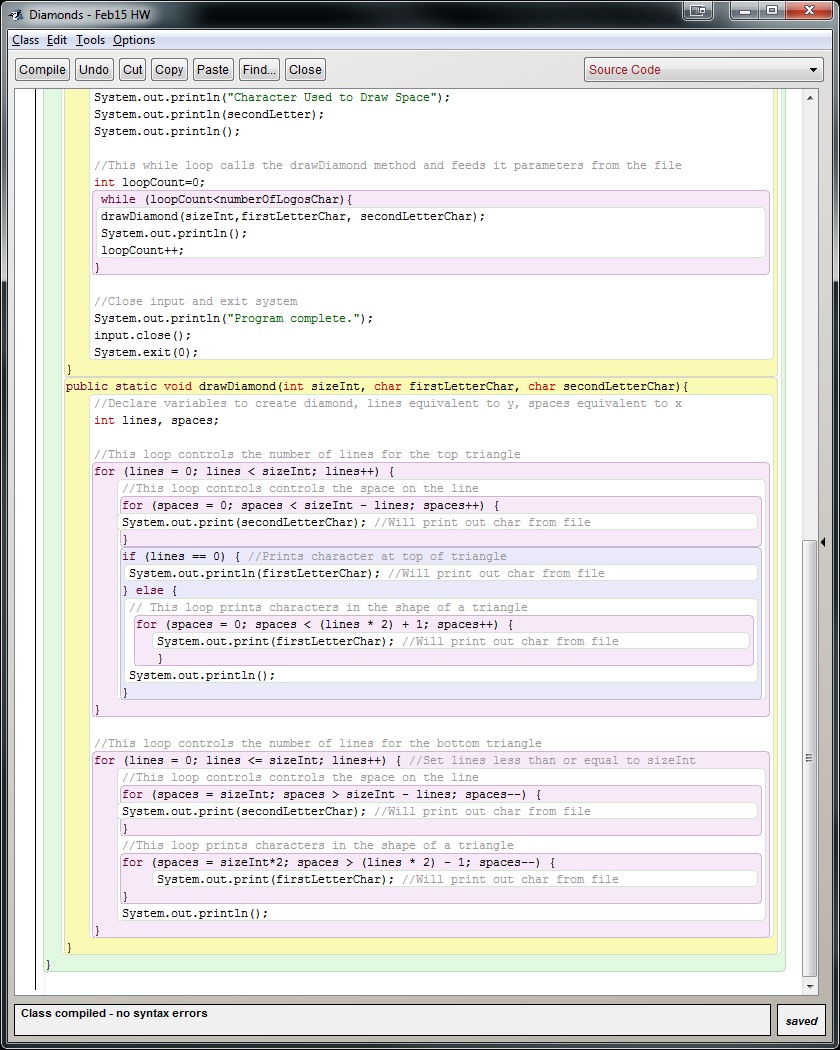 Diamonds - Feb15 HW
Class Edit Tools Options
Compile Undo Cut Copy Paste Find... Close Source Code
System.out.println("Character Used to Draw Space");
System.out.println(secondLetter);
System.out.println();
//This while loop calls the drawDiamond method and feeds it parameters from the file
int loopCount=0;
while (loopCount<numberOfLogosChar){
drawDiamond(sizeInt,firstLetterChar, secondLetterChar);
System.out.println();
loopCount++;
}
//Close input and exit system
System.out.println("Program complete.");
input.close();
System.exit(0);
}
public static void drawDiamond(int sizeInt, char firstLetterChar, char secondLetterChar){
//Declare variables to create diamond, lines equivalent to y, spaces equivalent to x
int lines, spaces;
//This loop controls the number of lines for the top triangle
for (lines = 0; lines < sizeInt; lines++) {
//This loop controls controls the space on the line
for (spaces = 0; spaces < sizeInt - lines; spaces++) {
System.out.print(secondLetterChar); //Will print out char from file
}
if (lines == 0) { //Prints character at top of triangle
System.out.println(firstLetterChar); //Will print out char from file
} else {
// This loop prints characters in the shape of a triangle
for (spaces = 0; spaces < (lines * 2) + 1; spaces++) {
System.out.print(firstLetterChar); //Will print out char from file
}
System.out.println();
}
}
//This loop controls the number of lines for the bottom triangle
for (lines = 0; lines <= sizeInt; lines++) { //Set lines less than or equal to sizeInt
//This loop controls controls the space on the line
for (spaces = sizeInt; spaces > sizeInt - lines; spaces--) {
System.out.print(secondLetterChar); //Will print out char from file
}
//This loop prints characters in the shape of a triangle
for (spaces = sizeInt*2; spaces > (lines * 2) - 1; spaces--) {
System.out.print(firstLetterChar); //Will print out char from file
}
System.out.println();
}
}
}
Class compiled - no syntax errors
saved